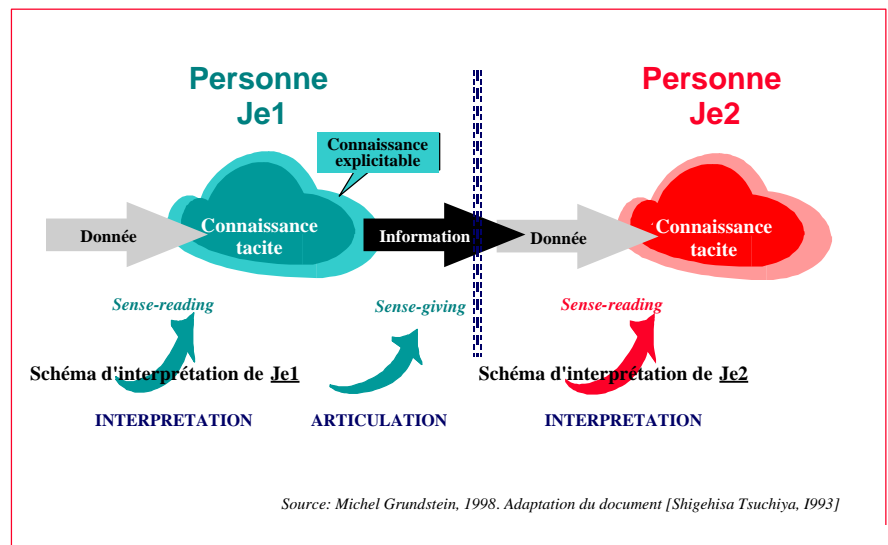 Personne
Je1
Personne
Je2
Connaissance
explicitable
Donnée
Connaissance
tacite
Information
Donnée
Connaissance
tacite
Sense-reading
Sense-giving
Sense-reading
Schéma d'interprétation de Je1
Schéma d'interprétation de Je2
INTERPRETATION
ARTICULATION
INTERPRETATION
Source: Michel Grundstein, 1998. Adaptation du document [Shigehisa Tsuchiya, I993]